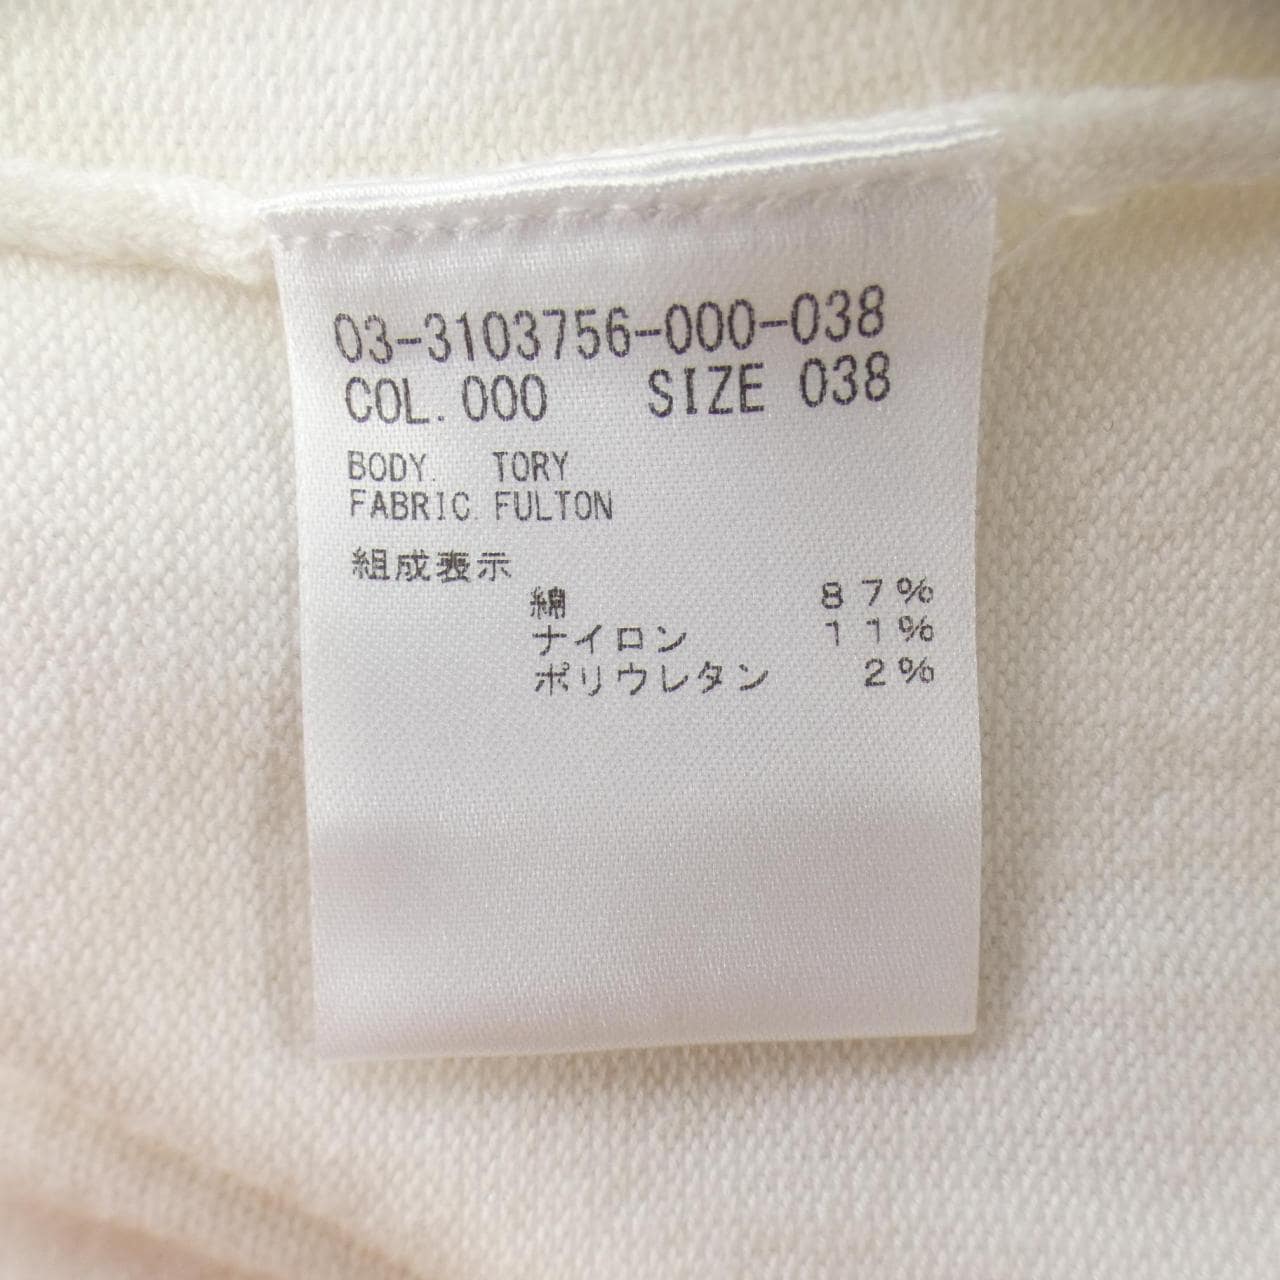 03-3103756-000-038
COL.000 SIZE 038
BODY. TORY
FABRIC.FULTON
組成表示
綿 87%
ナイロン 11%
ポリウレタン 2%